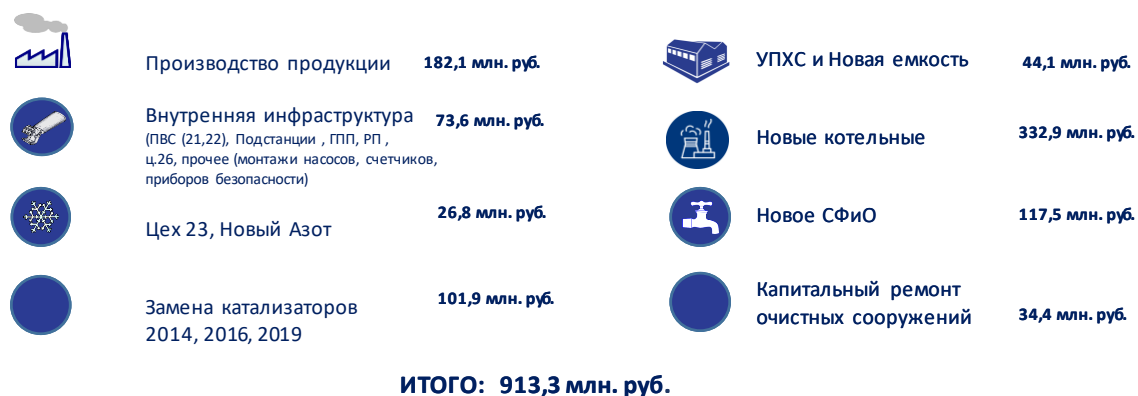 Производство продукции 182,1 млн. руб.
Внутренняя инфраструктура 73,6 млн. руб.
(ПВС (21,22), Подстанции , ГПП, РП ,
ц.26, прочее (монтажи насосов, счетчиков,
приборов безопасности)
Цех 23, Новый Азот 26,8 млн. руб.
Замена катализаторов 101,9 млн. руб.
2014, 2016, 2019
УПХС и Новая емкость 44,1 млн. руб.
Новые котельные 332,9 млн. руб.
Новое СФиО 117,5 млн. руб.
Капитальный ремонт
очистных сооружений 34,4 млн. руб.
ИТОГО: 913,3 млн. руб.